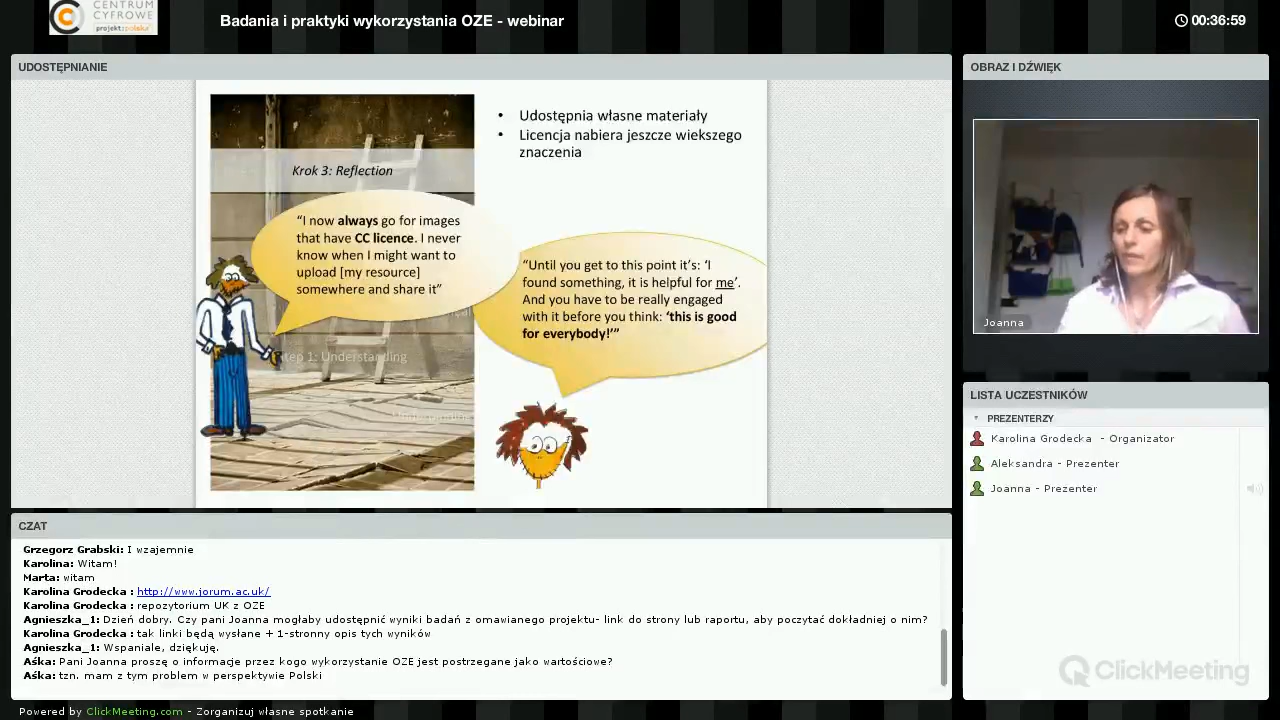 CENTRUM
CYFROWE
projekt: polska
Badania i praktyki wykorzystania OZE - webinar
00:36:59
UDOSTĘPNIANIE
Krok 3: Reflection
“I now always go for images
that have CC licence. I never
know when I might want to
upload [my resource]
somewhere and share it”
Step 1: Understanding
• Udostępnia własne materiały
• Licencja nabiera jeszcze wiekszego
znaczenia
“Until you get to this point it’s: ‘I
found something, it is helpful for me’.
And you have to be really engaged
with it before you think: ‘this is good
for everybody!’”
OBRAZ I DŹWIĘK
Joanna
LISTA UCZESTNIKÓW
PREZENTERZY
Karolina Grodecka - Organizator
Aleksandra - Prezenter
Joanna - Prezenter
CZAT
Grzegorz Grabski: I wzajemnie
Karolina: Witam!
Marta: witam
Karolina Grodecka : http://www.jorum.ac.uk/
Karolina Grodecka : repozytorium UK z OZE
Agnieszka_1: Dzień dobry. Czy pani Joanna mogłaby udostępnić wyniki badań z omawianego projektu- link do strony lub raportu, aby poczytać dokładniej o nim?
Karolina Grodecka : tak linki będą wysłane + 1-stronny opis tych wyników
Agnieszka_1: Wspaniale, dziękuję.
Aśka: Pani Joanna proszę o informacje przez kogo wykorzystanie OZE jest postrzegane jako wartościowe?
Aśka: tzn. mam z tym problem w perspektywie Polski
ClickMeeting
Powered by ClickMeeting.com - Zorganizuj własne spotkanie